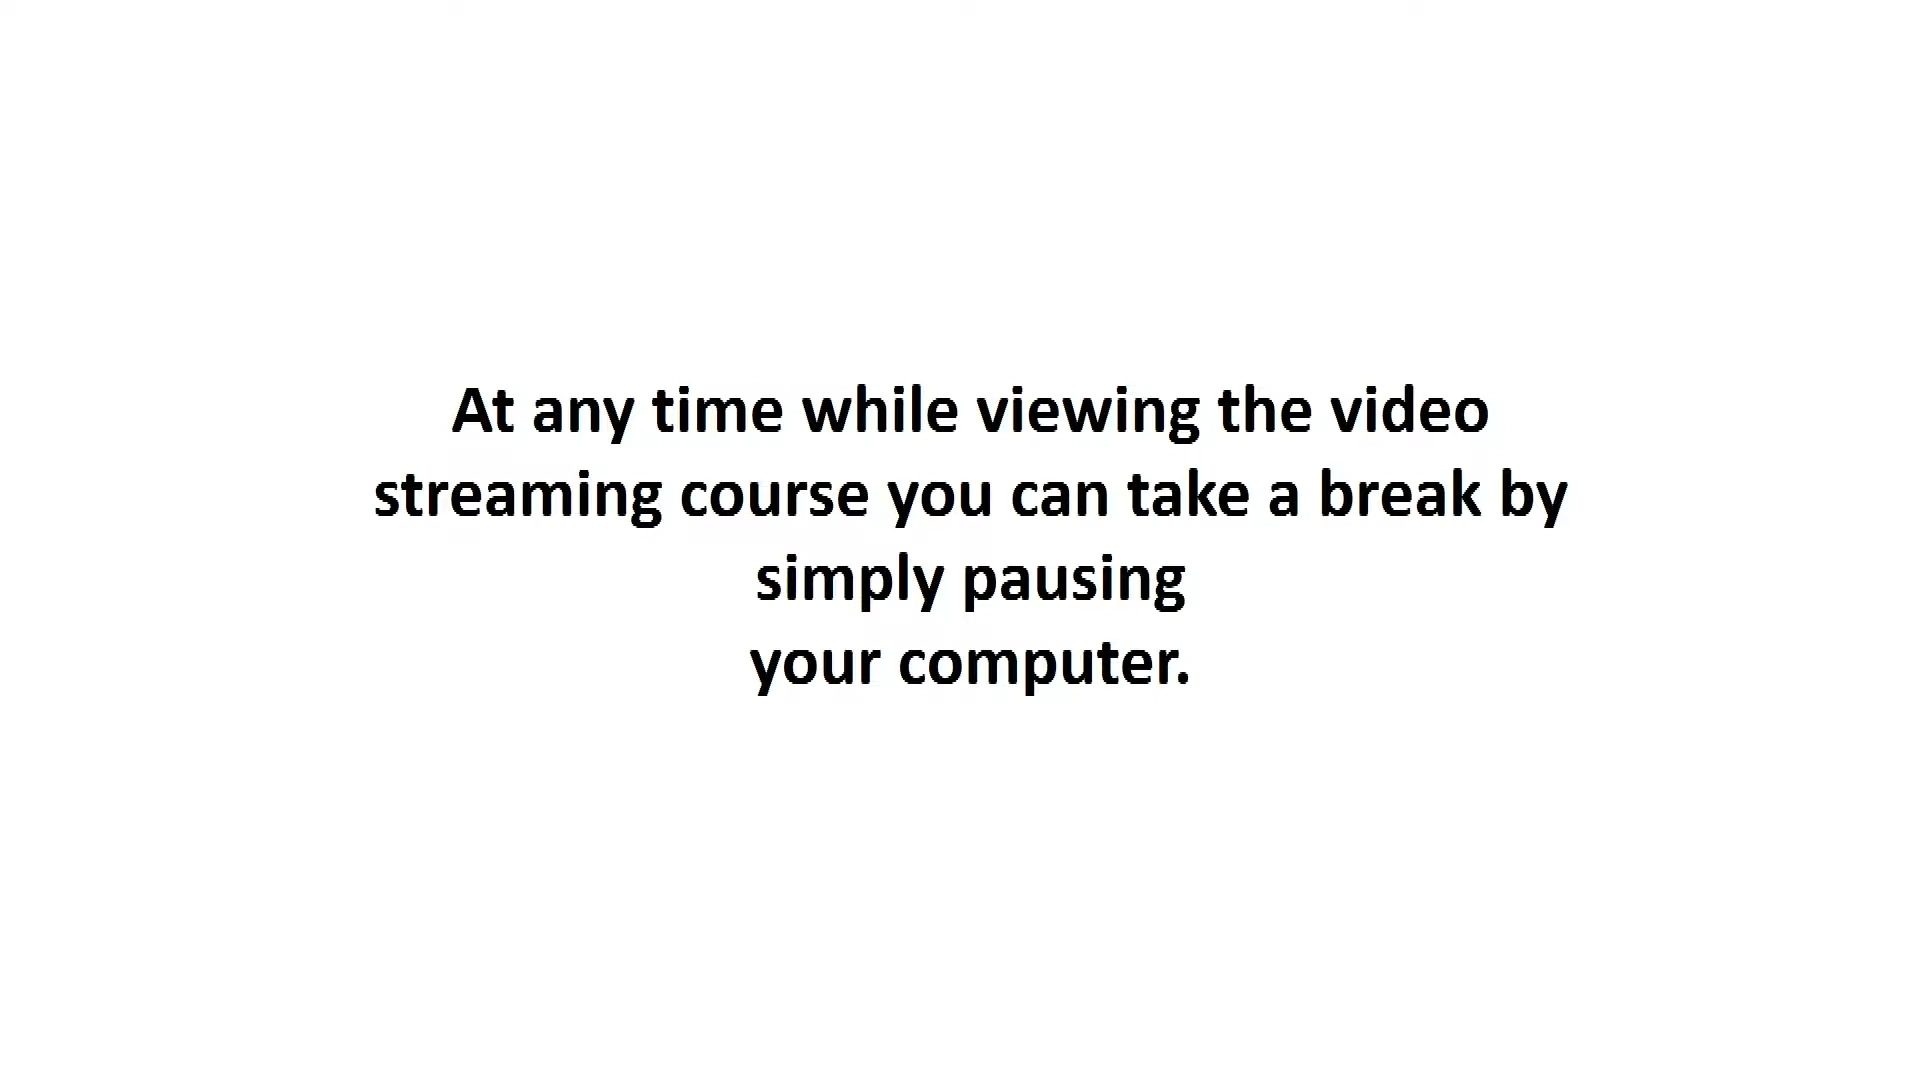 At any time while viewing the video
streaming course you can take a break by
simply pausing
your computer.